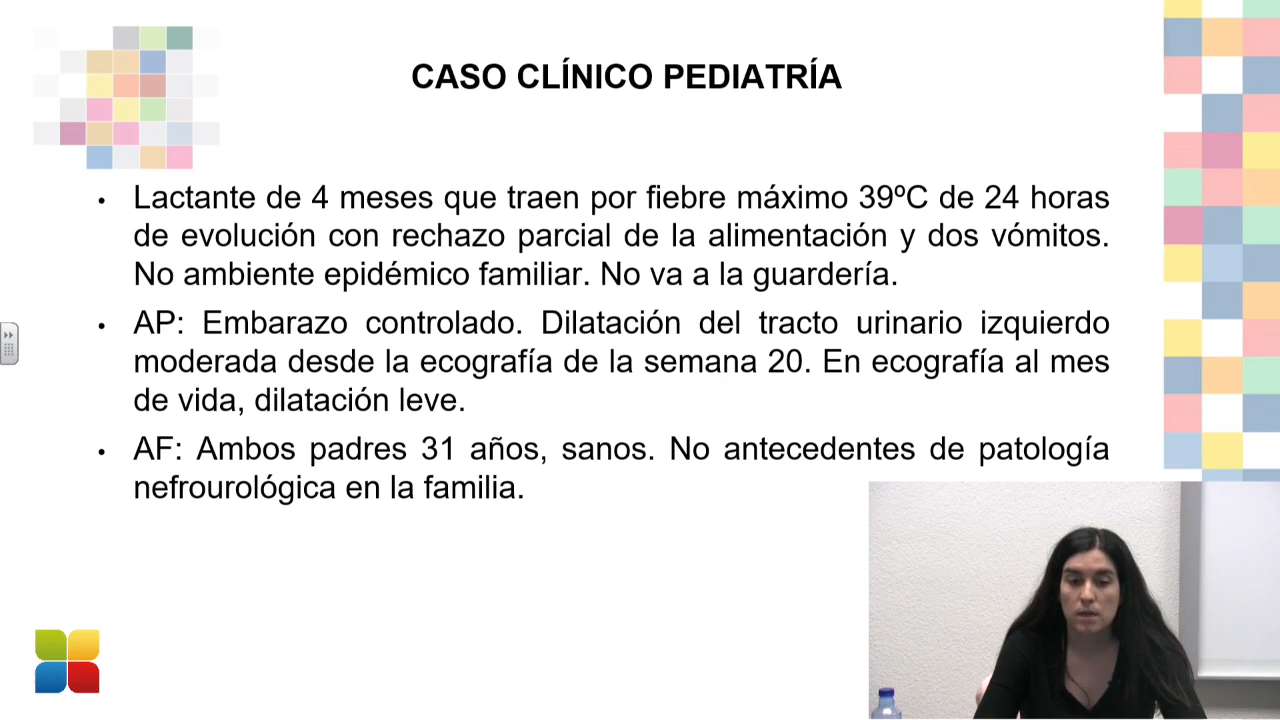 CASO CLÍNICO PEDIATRÍA
• Lactante de 4 meses que traen por fiebre máximo 39ºC de 24 horas
de evolución con rechazo parcial de la alimentación y dos vómitos.
No ambiente epidémico familiar. No va a la guardería.
• AP: Embarazo controlado. Dilatación del tracto urinario izquierdo
moderada desde la ecografía de la semana 20. En ecografía al mes
de vida, dilatación leve.
• AF: Ambos padres 31 años, sanos. No antecedentes de patología
nefrourológica en la familia.